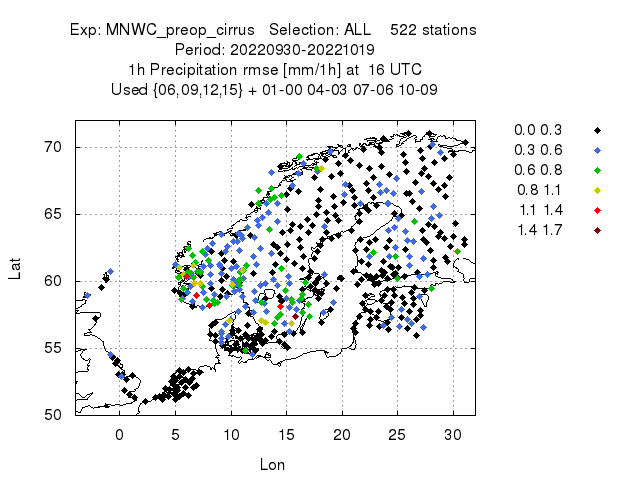 Exp: MNWC_preop_cirrus   Selection: ALL    522 stations
Period: 20220930-20221019
1h Precipitation rmse [mm/1h] at  16 UTC
Used {06,09,12,15} + 01-00 04-03 07-06 10-09
0.0 0.3
0.3 0.6
0.6 0.8
0.8 1.1
1.1 1.4
1.4 1.7
70
65
60
55
50
Lat
0 5 10 15 20 25 30
Lon